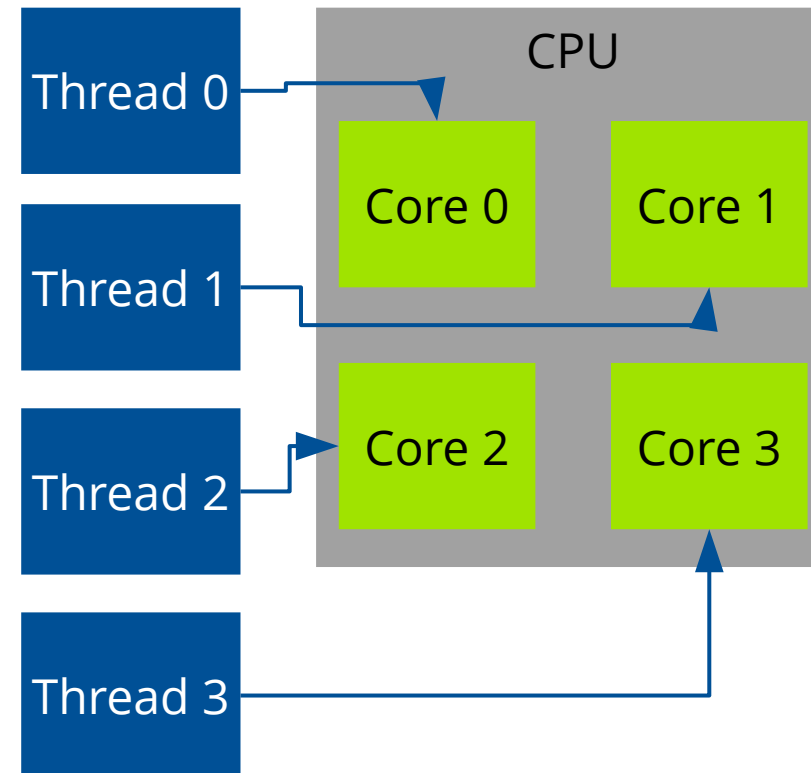 CPU
Thread 0
Core 0
Core 1
Thread 1
Core 2
Core 3
Thread 2
Thread 3